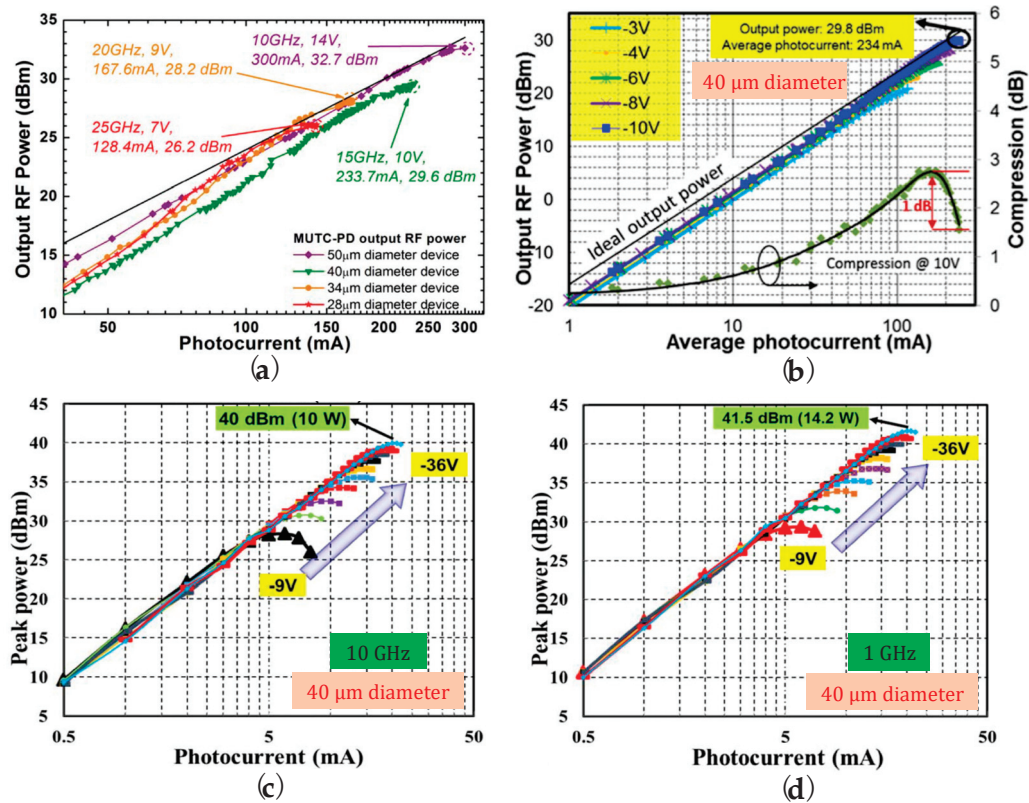 Output RF Power (dBm)
35
30
25
20
15
10
20GHz, 9V,
167.6mA, 28.2 dBm
10GHz, 14V,
300mA, 32.7 dBm
25GHz, 7V,
128.4mA, 26.2 dBm
15GHz, 10V,
233.7mA, 29.6 dBm
MUTC-PD output RF power
50μm diameter device
40μm diameter device
34μm diameter device
28μm diameter device
50 100 150 200 250 300
Photocurrent (mA)
(a)
Output RF Power (dBm)
30
20
10
0
-10
-20
-3V
-4V
-6V
-8V
-10V
Output power: 29.8 dBm
Average photocurrent: 234 mA
40 μm diameter
Ideal output power
1 dB
Compression @ 10V
6
5
4
3
2
1
0
Compression (dB)
1 10 100
Average photocurrent (mA)
(b)
Peak power (dBm)
45
40
35
30
25
20
15
10
5
40 dBm (10 W)
-36V
-9V
10 GHz
40 μm diameter
0.5 5 50
Photocurrent (mA)
(c)
Peak power (dBm)
45
40
35
30
25
20
15
10
5
41.5 dBm (14.2 W)
-36V
-9V
1 GHz
40 μm diameter
0.5 5 50
Photocurrent (mA)
(d)